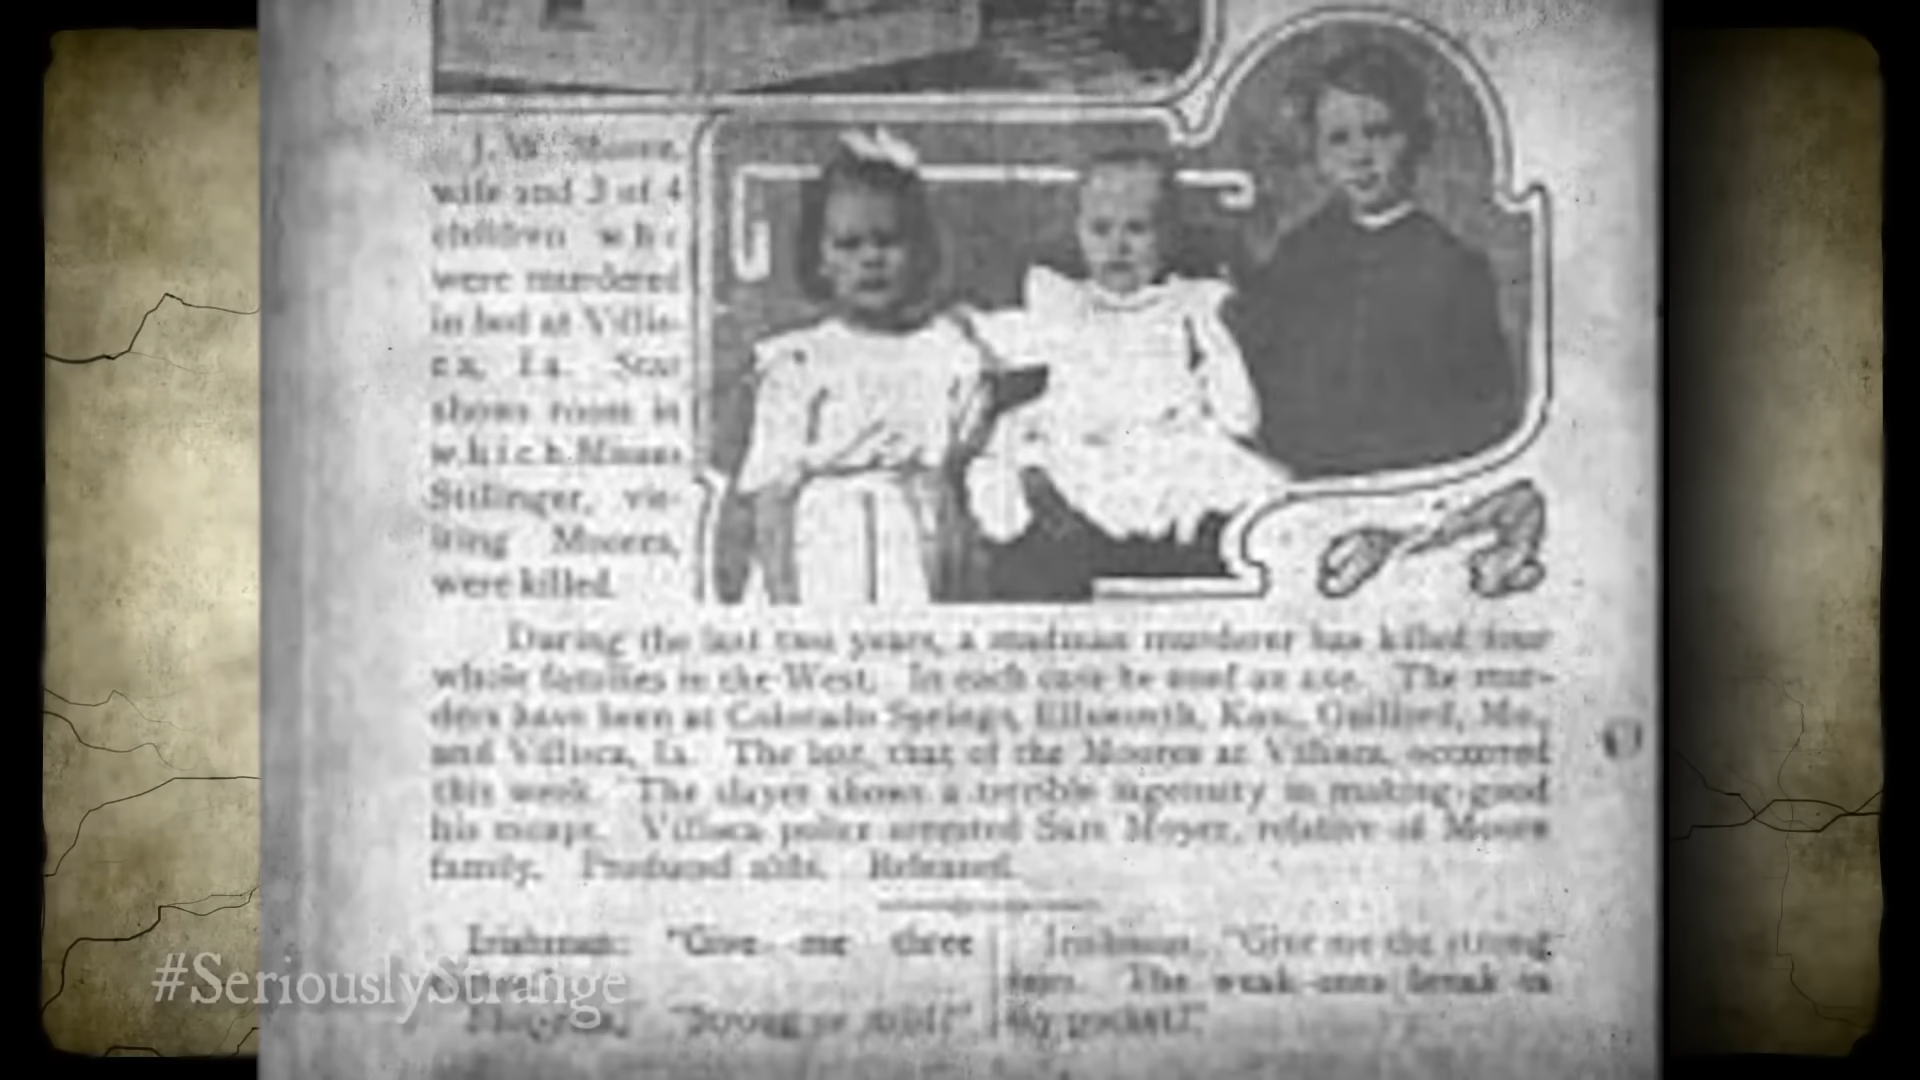 J. W. Moore,
wife and 3 of 4
children who
were murdered
in bed at Villis-
ca, Ia. Star
shows room in
which Misses
Stillinger, vis-
iting Moores,
were killed.
During the last two years, a madman murderer has killed four
whole families in the West. In each case he used an axe. The mur-
ders have been at Colorado Springs, Ellsworth, Kan., Guilford, Mo.,
and Villisca, Ia. The last, that of the Moores at Villisca, occurred
this week. The slayer shows a terrible ingenuity in making good
his escape. Villisca police arrested Sam Moyer, relative of Moore
family. Produced alibi. Released.
Irishman: "Give me three
"Strong or mild?"
Irishman, "Give me the strong
The weak ones break in
my pocket."
#SeriouslyStrange